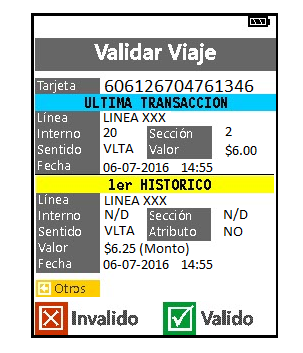 Validar Viaje
Tarjeta 606126704761346
ULTIMA TRANSACCION
Línea LINEA XXX
Interno 20 Sección 2
Sentido VLTA Valor $6.00
Fecha 06-07-2016 14:55
1er HISTORICO
Línea LINEA XXX
Interno N/D Sección N/D
Sentido VLTA Atributo NO
Valor $6.25 (Monto)
Fecha 06-07-2016 14:55
Otros
Invalido Valido